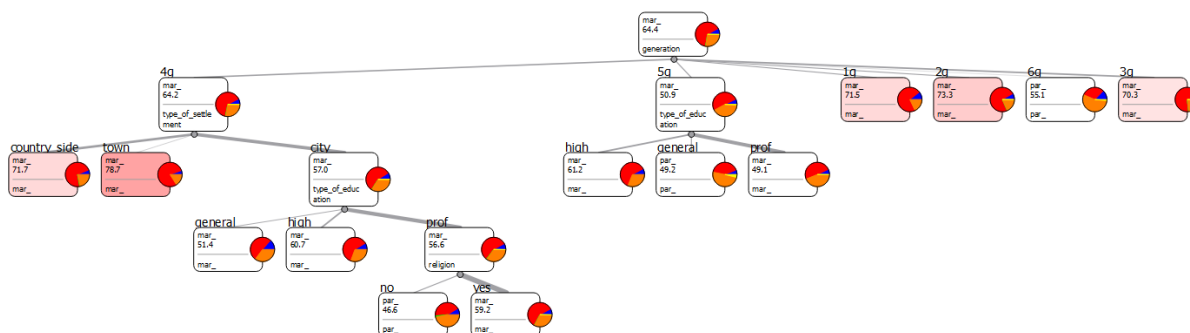 mar_
64.4
generation
4g
mar_
64.2
type_of_settle
ment
5g
mar_
50.9
type_of_educ
ation
1g
mar_
71.5
mar_
2g
mar_
73.3
mar_
6g
par_
55.1
par_
3g
mar_
70.3
mar_
country_side
mar_
71.7
mar_
town
mar_
78.7
mar_
city
mar_
57.0
type_of_educ
ation
high
mar_
61.2
mar_
general
par_
49.2
par_
prof
mar_
49.1
mar_
general
mar_
51.4
mar_
high
mar_
60.7
mar_
prof
mar_
56.6
religion
no
par_
46.6
par_
yes
mar_
59.2
mar_